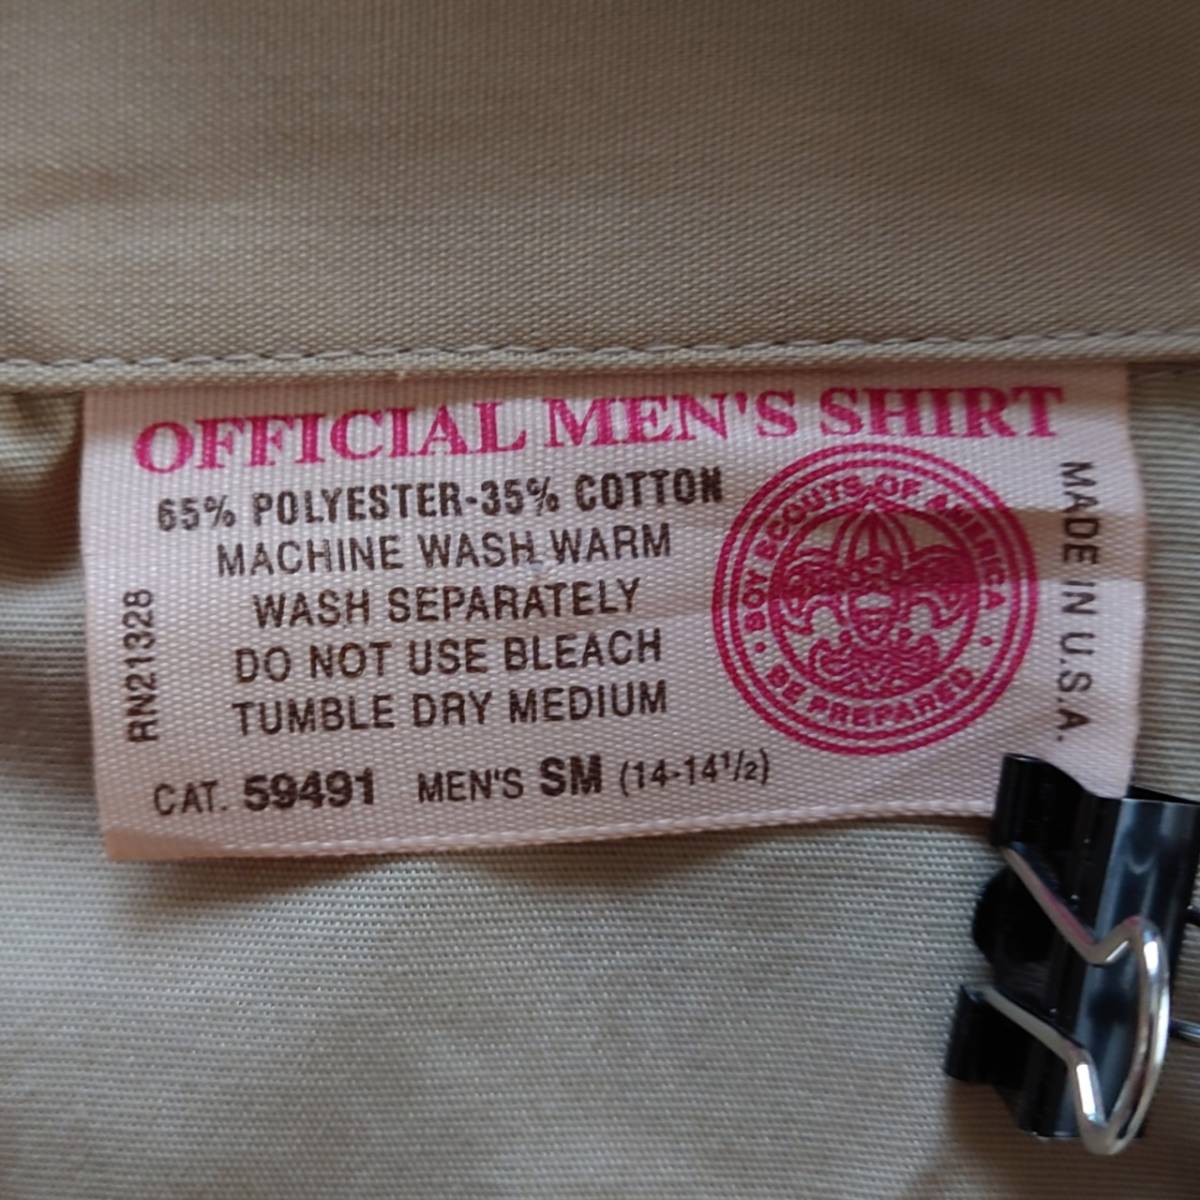 OFFICIAL MEN'S SHIRT
65% POLYESTER-35% COTTON
MACHINE WASH WARM
WASH SEPARATELY
DO NOT USE BLEACH
TUMBLE DRY MEDIUM
CAT. 59491 MEN'S SM (14-14½)
RN21328
BOY SCOUTS OF AMERICA
BE PREPARED
MADE IN U.S.A.